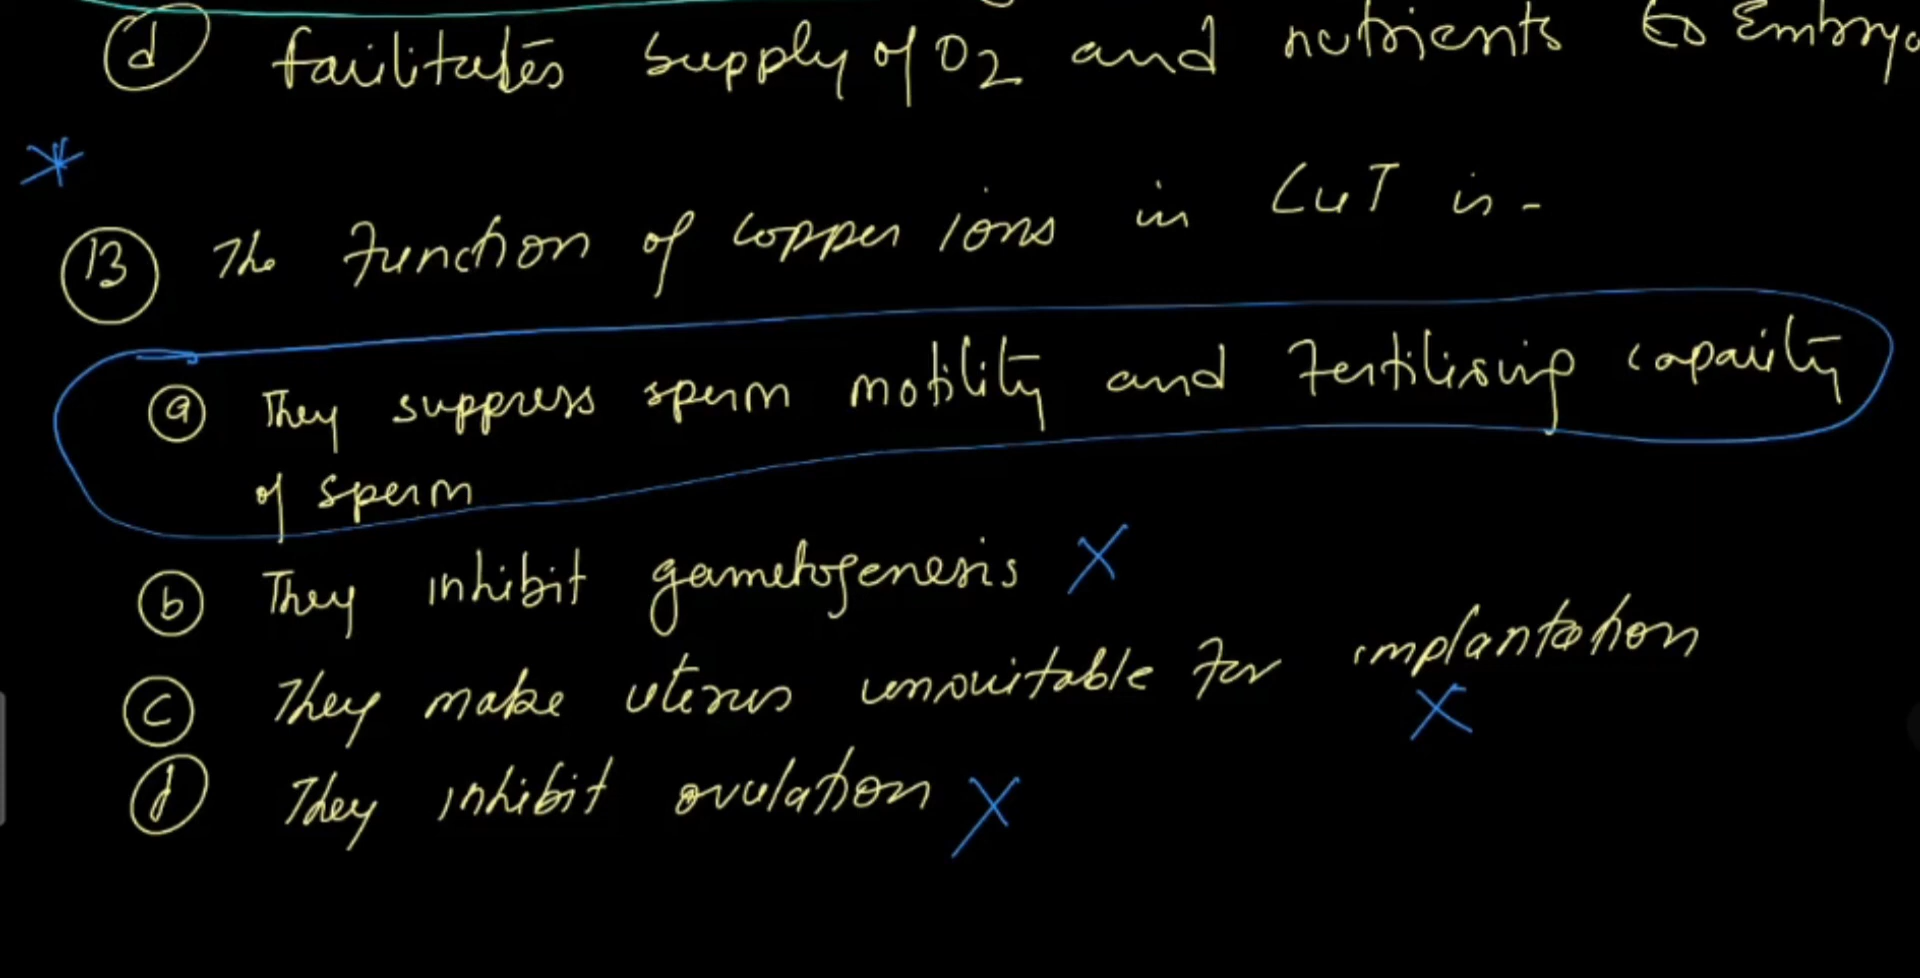 (d) facilitates supply of O2 and nutrients to Embryo
*
(13) The function of copper ions in CuT is -
(a) They suppress sperm motility and Fertilising capacity
of sperm
(b) They inhibit gametogenesis X
(c) They make uterus unsuitable for implantation X
(d) They inhibit ovulation X